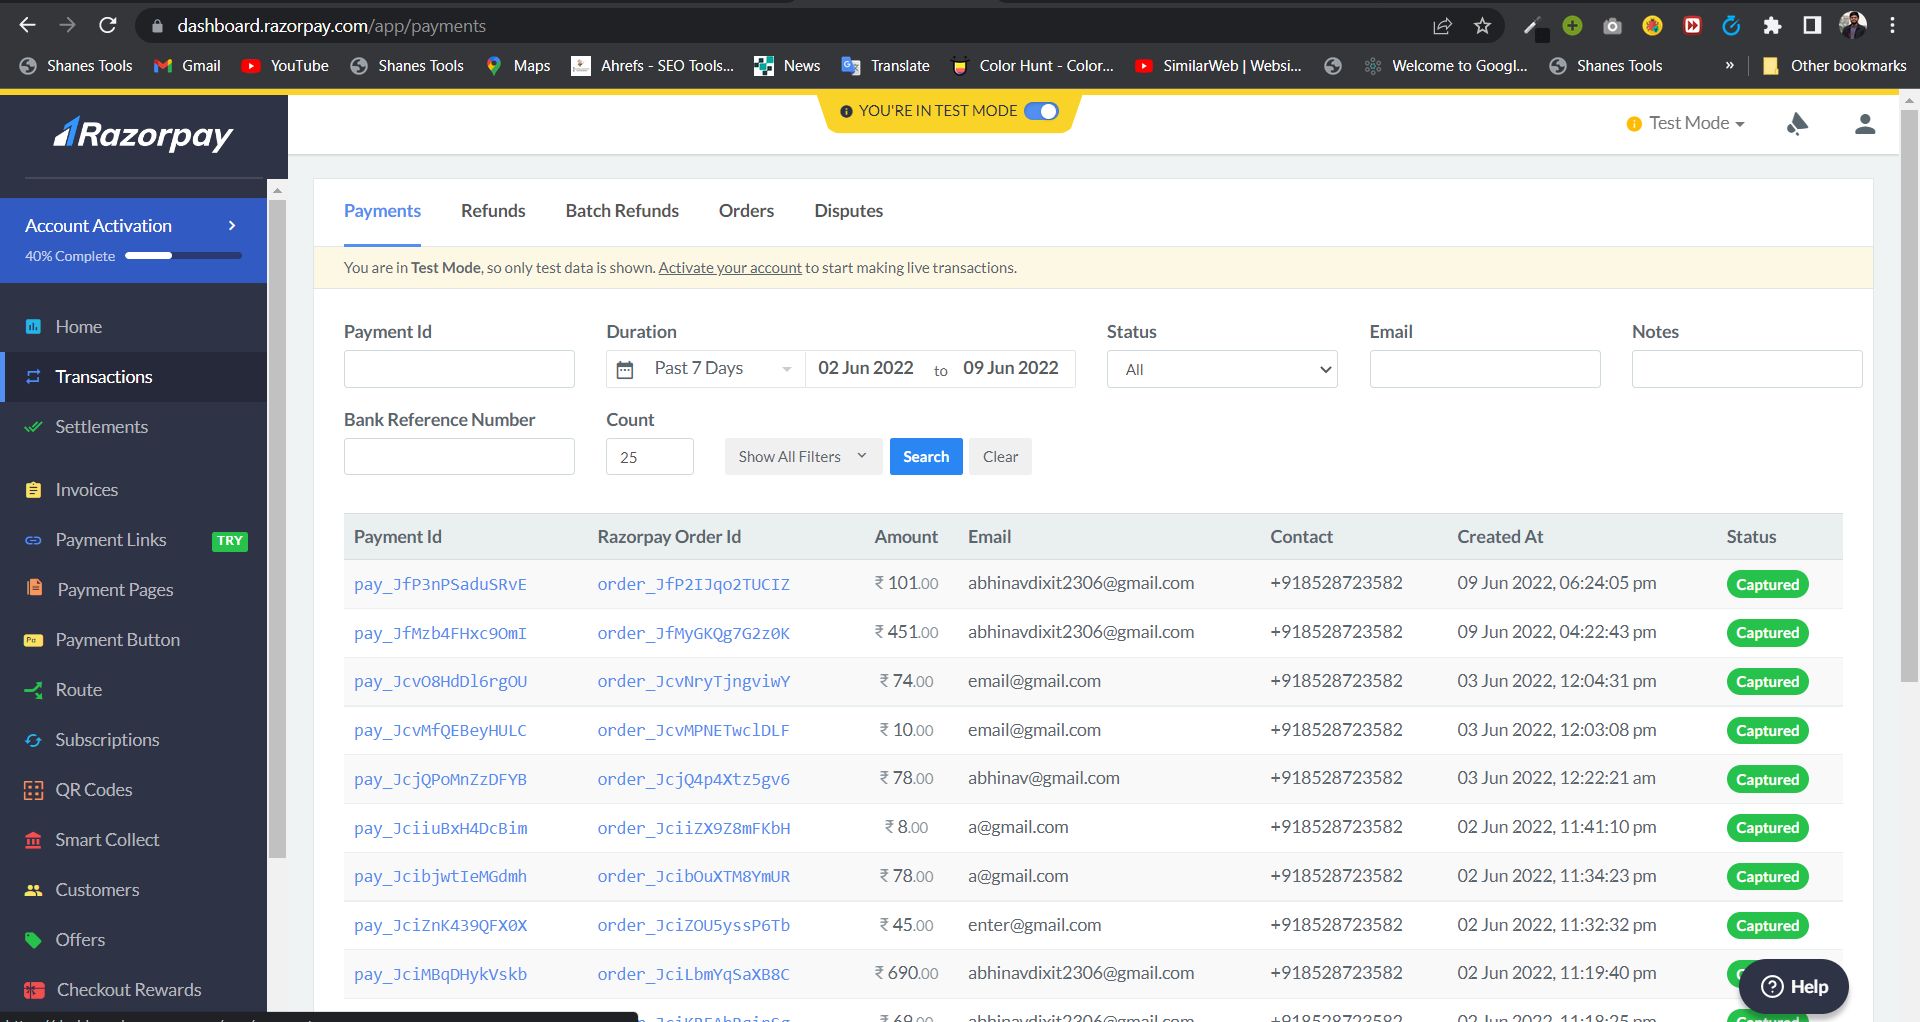 dashboard.razorpay.com/app/payments
Shanes Tools Gmail YouTube Shanes Tools Maps Ahrefs - SEO Tools... News Translate Color Hunt - Color... SimilarWeb | Websi... Welcome to Googl... Shanes Tools » Other bookmarks
YOU'RE IN TEST MODE
Razorpay
Test Mode
Account Activation
40% Complete
Home
Transactions
Settlements
Invoices
Payment Links TRY
Payment Pages
Payment Button
Route
Subscriptions
QR Codes
Smart Collect
Customers
Offers
Checkout Rewards
Payments Refunds Batch Refunds Orders Disputes
You are in Test Mode, so only test data is shown. Activate your account to start making live transactions.
Payment Id Duration Status Email Notes
Past 7 Days 02 Jun 2022 to 09 Jun 2022 All
Bank Reference Number Count
25 Show All Filters Search Clear
Payment Id Razorpay Order Id Amount Email Contact Created At Status
pay_JfP3nPSaduSRvE order_JfP2IJqo2TUCIZ ₹ 101.00 abhinavdixit2306@gmail.com +918528723582 09 Jun 2022, 06:24:05 pm Captured
pay_JfMzb4FHxc9OmI order_JfMyGKQg7G2z0K ₹ 451.00 abhinavdixit2306@gmail.com +918528723582 09 Jun 2022, 04:22:43 pm Captured
pay_JcvO8HdDl6rgOU order_JcvNryTjngviwY ₹ 74.00 email@gmail.com +918528723582 03 Jun 2022, 12:04:31 pm Captured
pay_JcvMfQEBeyHULC order_JcvMPNETwclDLF ₹ 10.00 email@gmail.com +918528723582 03 Jun 2022, 12:03:08 pm Captured
pay_JcjQPoMnZzDFYB order_JcjQ4p4Xtz5gv6 ₹ 78.00 abhinav@gmail.com +918528723582 03 Jun 2022, 12:22:21 am Captured
pay_JciiuBxH4DcBim order_JciiZX9Z8mFKbH ₹ 8.00 a@gmail.com +918528723582 02 Jun 2022, 11:41:10 pm Captured
pay_JcibjwtIeMGdmh order_JcibOuXTM8YmUR ₹ 78.00 a@gmail.com +918528723582 02 Jun 2022, 11:34:23 pm Captured
pay_JciZnK439QFX0X order_JciZOU5yssP6Tb ₹ 45.00 enter@gmail.com +918528723582 02 Jun 2022, 11:32:32 pm Captured
pay_JciMBqDHykVskb order_JciLbmYqSaXB8C ₹ 690.00 abhinavdixit2306@gmail.com +918528723582 02 Jun 2022, 11:19:40 pm
Help